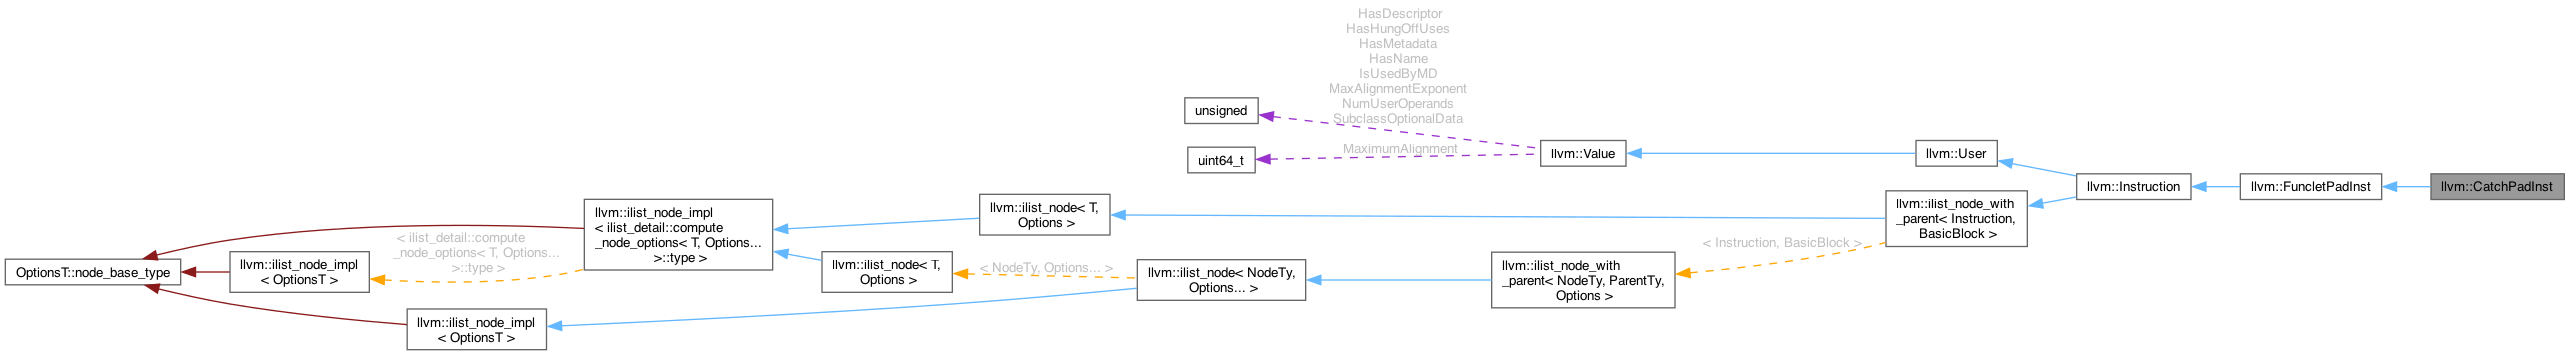 HasDescriptor
HasHungOffUses
HasMetadata
HasName
IsUsedByMD
MaxAlignmentExponent
NumUserOperands
SubclassOptionalData
unsigned
MaximumAlignment
uint64_t
llvm::Value
llvm::User
llvm::Instruction
llvm::FuncletPadInst
llvm::CatchPadInst
llvm::ilist_node_with
_parent< Instruction,
BasicBlock >
llvm::ilist_node< T,
Options >
llvm::ilist_node_impl
< ilist_detail::compute
_node_options< T, Options...
>::type >
< ilist_detail::compute
_node_options< T, Options...
>::type >
OptionsT::node_base_type
llvm::ilist_node_impl
< OptionsT >
llvm::ilist_node< T,
Options >
< NodeTy, Options... >
llvm::ilist_node< NodeTy,
Options... >
llvm::ilist_node_with
_parent< NodeTy, ParentTy,
Options >
< Instruction, BasicBlock >
llvm::ilist_node_impl
< OptionsT >